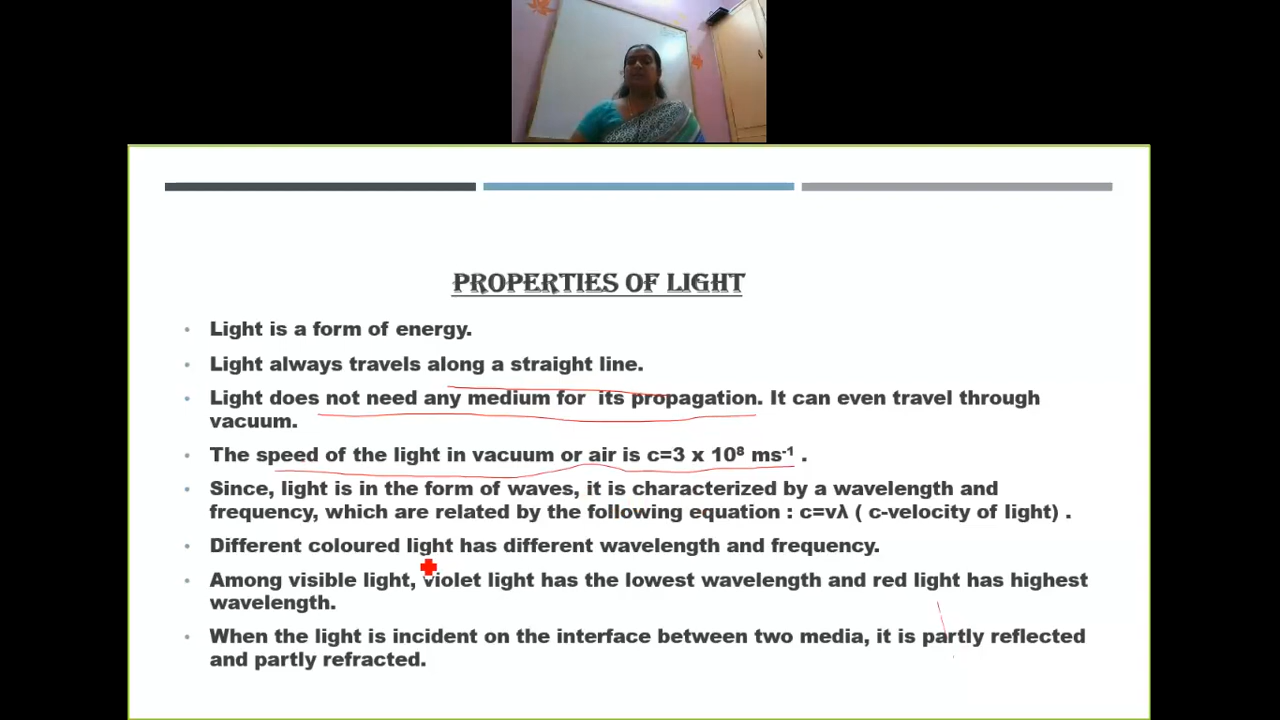 PROPERTIES OF LIGHT
• Light is a form of energy.
• Light always travels along a straight line.
• Light does not need any medium for its propagation. It can even travel through
vacuum.
• The speed of the light in vacuum or air is c=3 x 10⁸ ms⁻¹ .
• Since, light is in the form of waves, it is characterized by a wavelength and
frequency, which are related by the following equation : c=νλ ( c-velocity of light) .
• Different coloured light has different wavelength and frequency.
• Among visible light, violet light has the lowest wavelength and red light has highest
wavelength.
• When the light is incident on the interface between two media, it is partly reflected
and partly refracted.